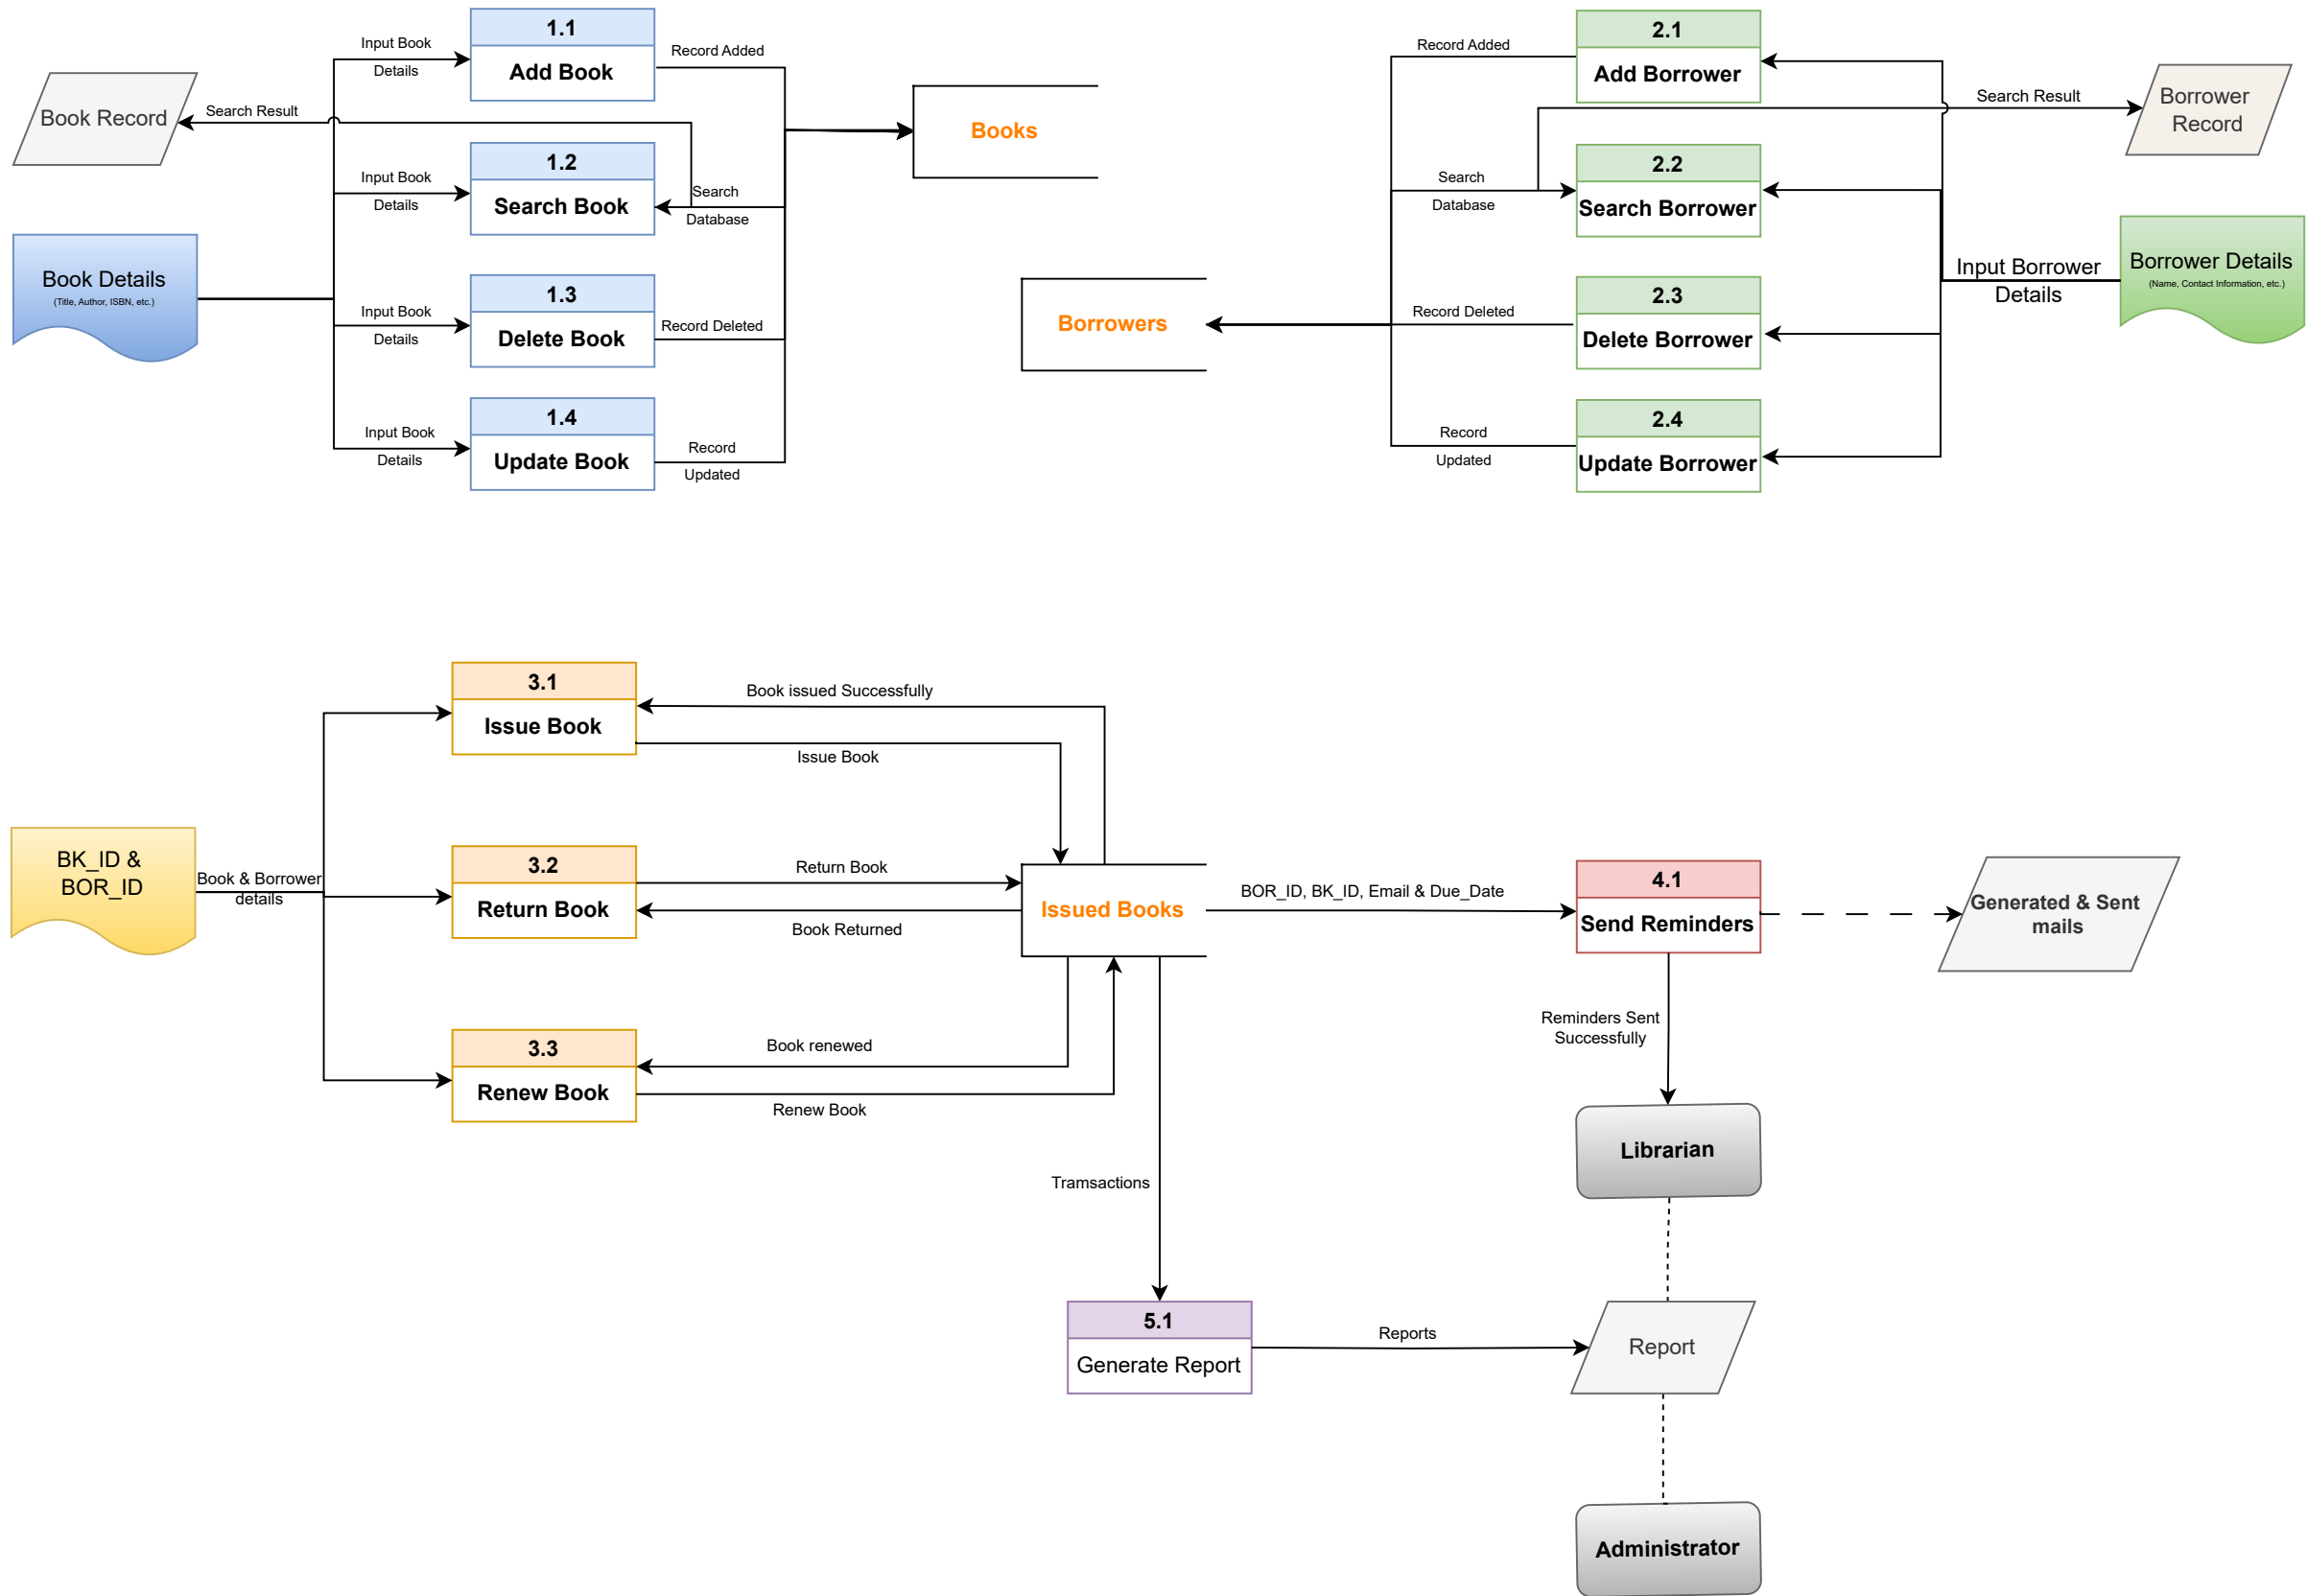 1.1
Add Book
Input Book
Details
Record Added
Book Record
Search Result
1.2
Search Book
Input Book
Details
Search
Database
Books
Book Details
(Title, Author, ISBN, etc.)
1.3
Delete Book
Input Book
Details
Record Deleted
1.4
Update Book
Input Book
Details
Record
Updated
2.1
Add Borrower
Record Added
Search Result
Borrower
Record
2.2
Search Borrower
Search
Database
Borrowers
2.3
Delete Borrower
Record Deleted
Input Borrower
Details
Borrower Details
(Name, Contact Information, etc.)
2.4
Update Borrower
Record
Updated
3.1
Issue Book
Book issued Successfully
Issue Book
BK_ID &
BOR_ID
Book & Borrower
details
3.2
Return Book
Return Book
Book Returned
Issued Books
BOR_ID, BK_ID, Email & Due_Date
4.1
Send Reminders
Generated & Sent
mails
3.3
Renew Book
Book renewed
Renew Book
Reminders Sent
Successfully
Librarian
Tramsactions
5.1
Generate Report
Reports
Report
Administrator